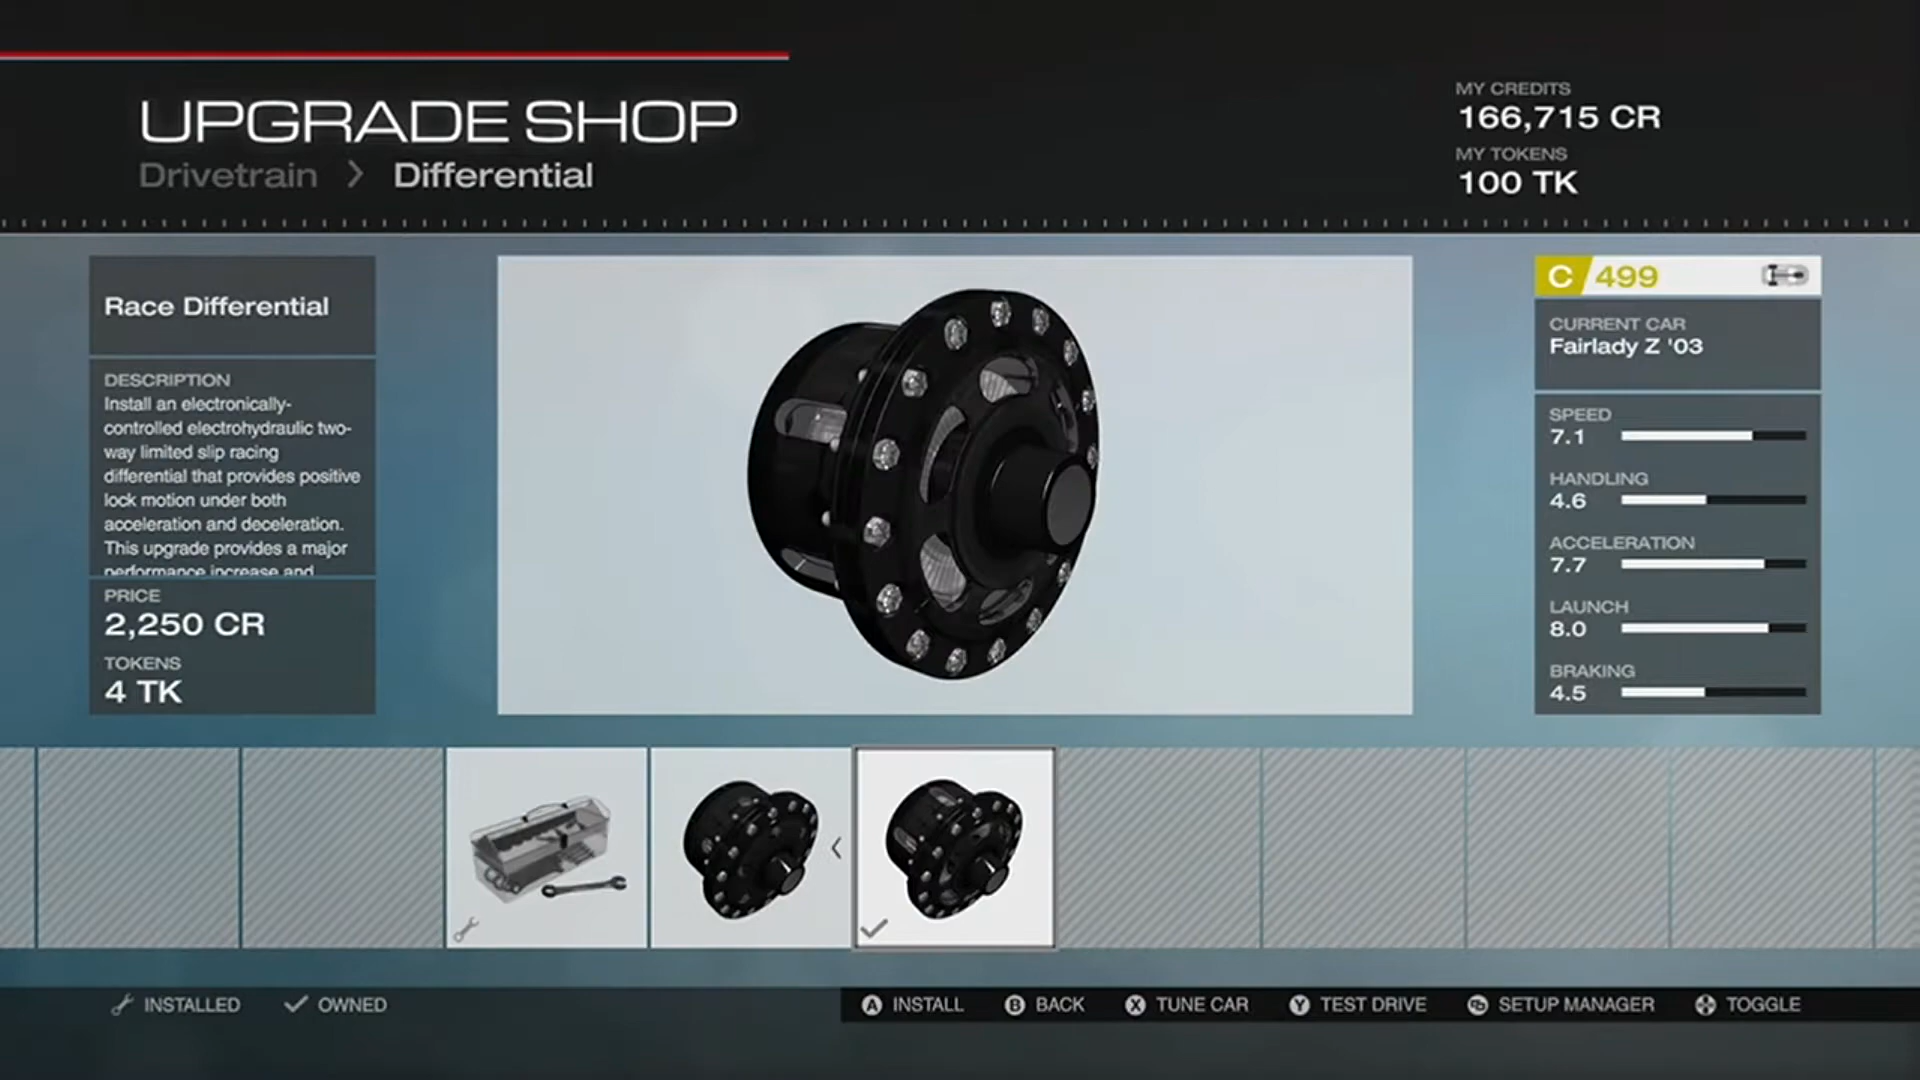 UPGRADE SHOP
Drivetrain > Differential
MY CREDITS
166,715 CR
MY TOKENS
100 TK
Race Differential
DESCRIPTION
Install an electronically-
controlled electrohydraulic two-
way limited slip racing
differential that provides positive
lock motion under both
acceleration and deceleration.
This upgrade provides a major
performance increase and
PRICE
2,250 CR
TOKENS
4 TK
C 499
CURRENT CAR
Fairlady Z '03
SPEED
7.1
HANDLING
4.6
ACCELERATION
7.7
LAUNCH
8.0
BRAKING
4.5
INSTALLED
OWNED
A INSTALL
B BACK
X TUNE CAR
Y TEST DRIVE
SETUP MANAGER
TOGGLE